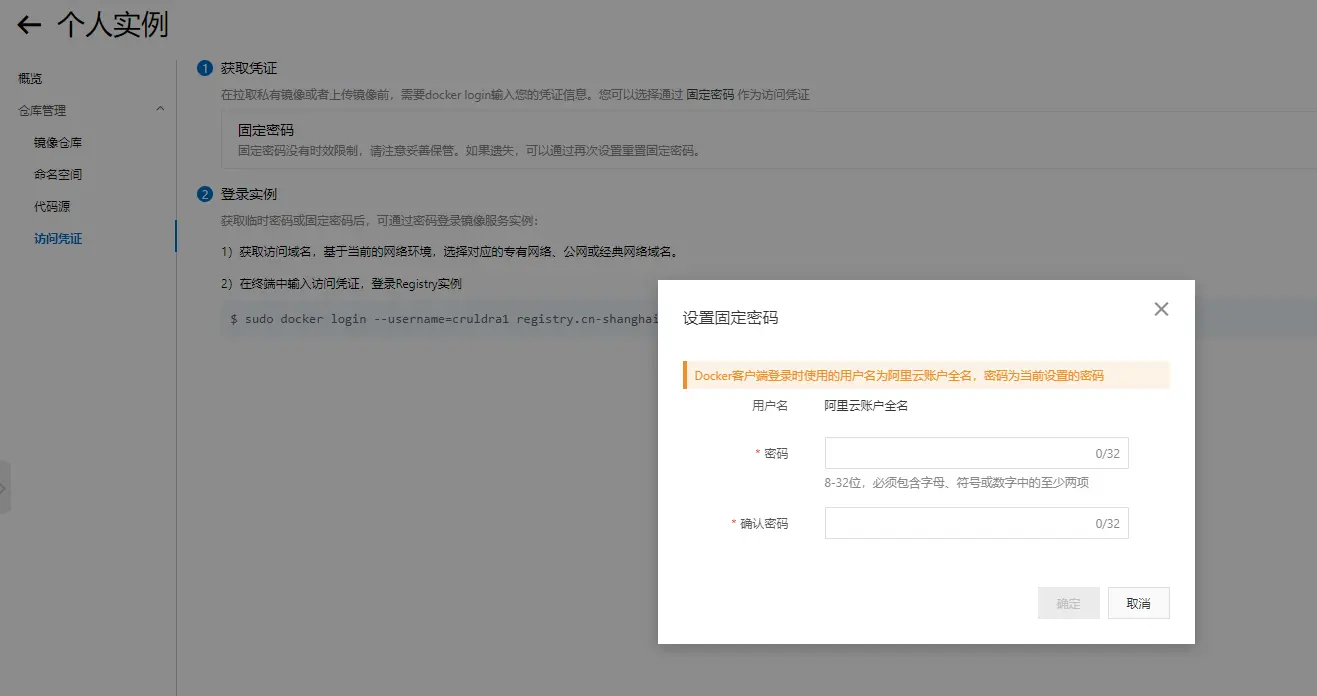 个人实例
概览
仓库管理
镜像仓库
命名空间
代码源
访问凭证
1 获取凭证
在拉取私有镜像或者上传镜像前，需要docker login输入您的凭证信息。您可以选择通过 固定密码 作为访问凭证
固定密码
固定密码没有时效限制，请注意妥善保管。如果遗失，可以通过再次设置重置固定密码。
2 登录实例
获取临时密码或固定密码后，可通过密码登录镜像服务实例：
1）获取访问域名，基于当前的网络环境，选择对应的专有网络、公网或经典网络域名。
2）在终端中输入访问凭证，登录Registry实例
$ sudo docker login --username=cruldra1 registry.cn-shanghai
设置固定密码
Docker客户端登录时使用的用户名为阿里云账户全名，密码为当前设置的密码
用户名 阿里云账户全名
* 密码 0/32
8-32位，必须包含字母、符号或数字中的至少两项
* 确认密码 0/32
确定 取消